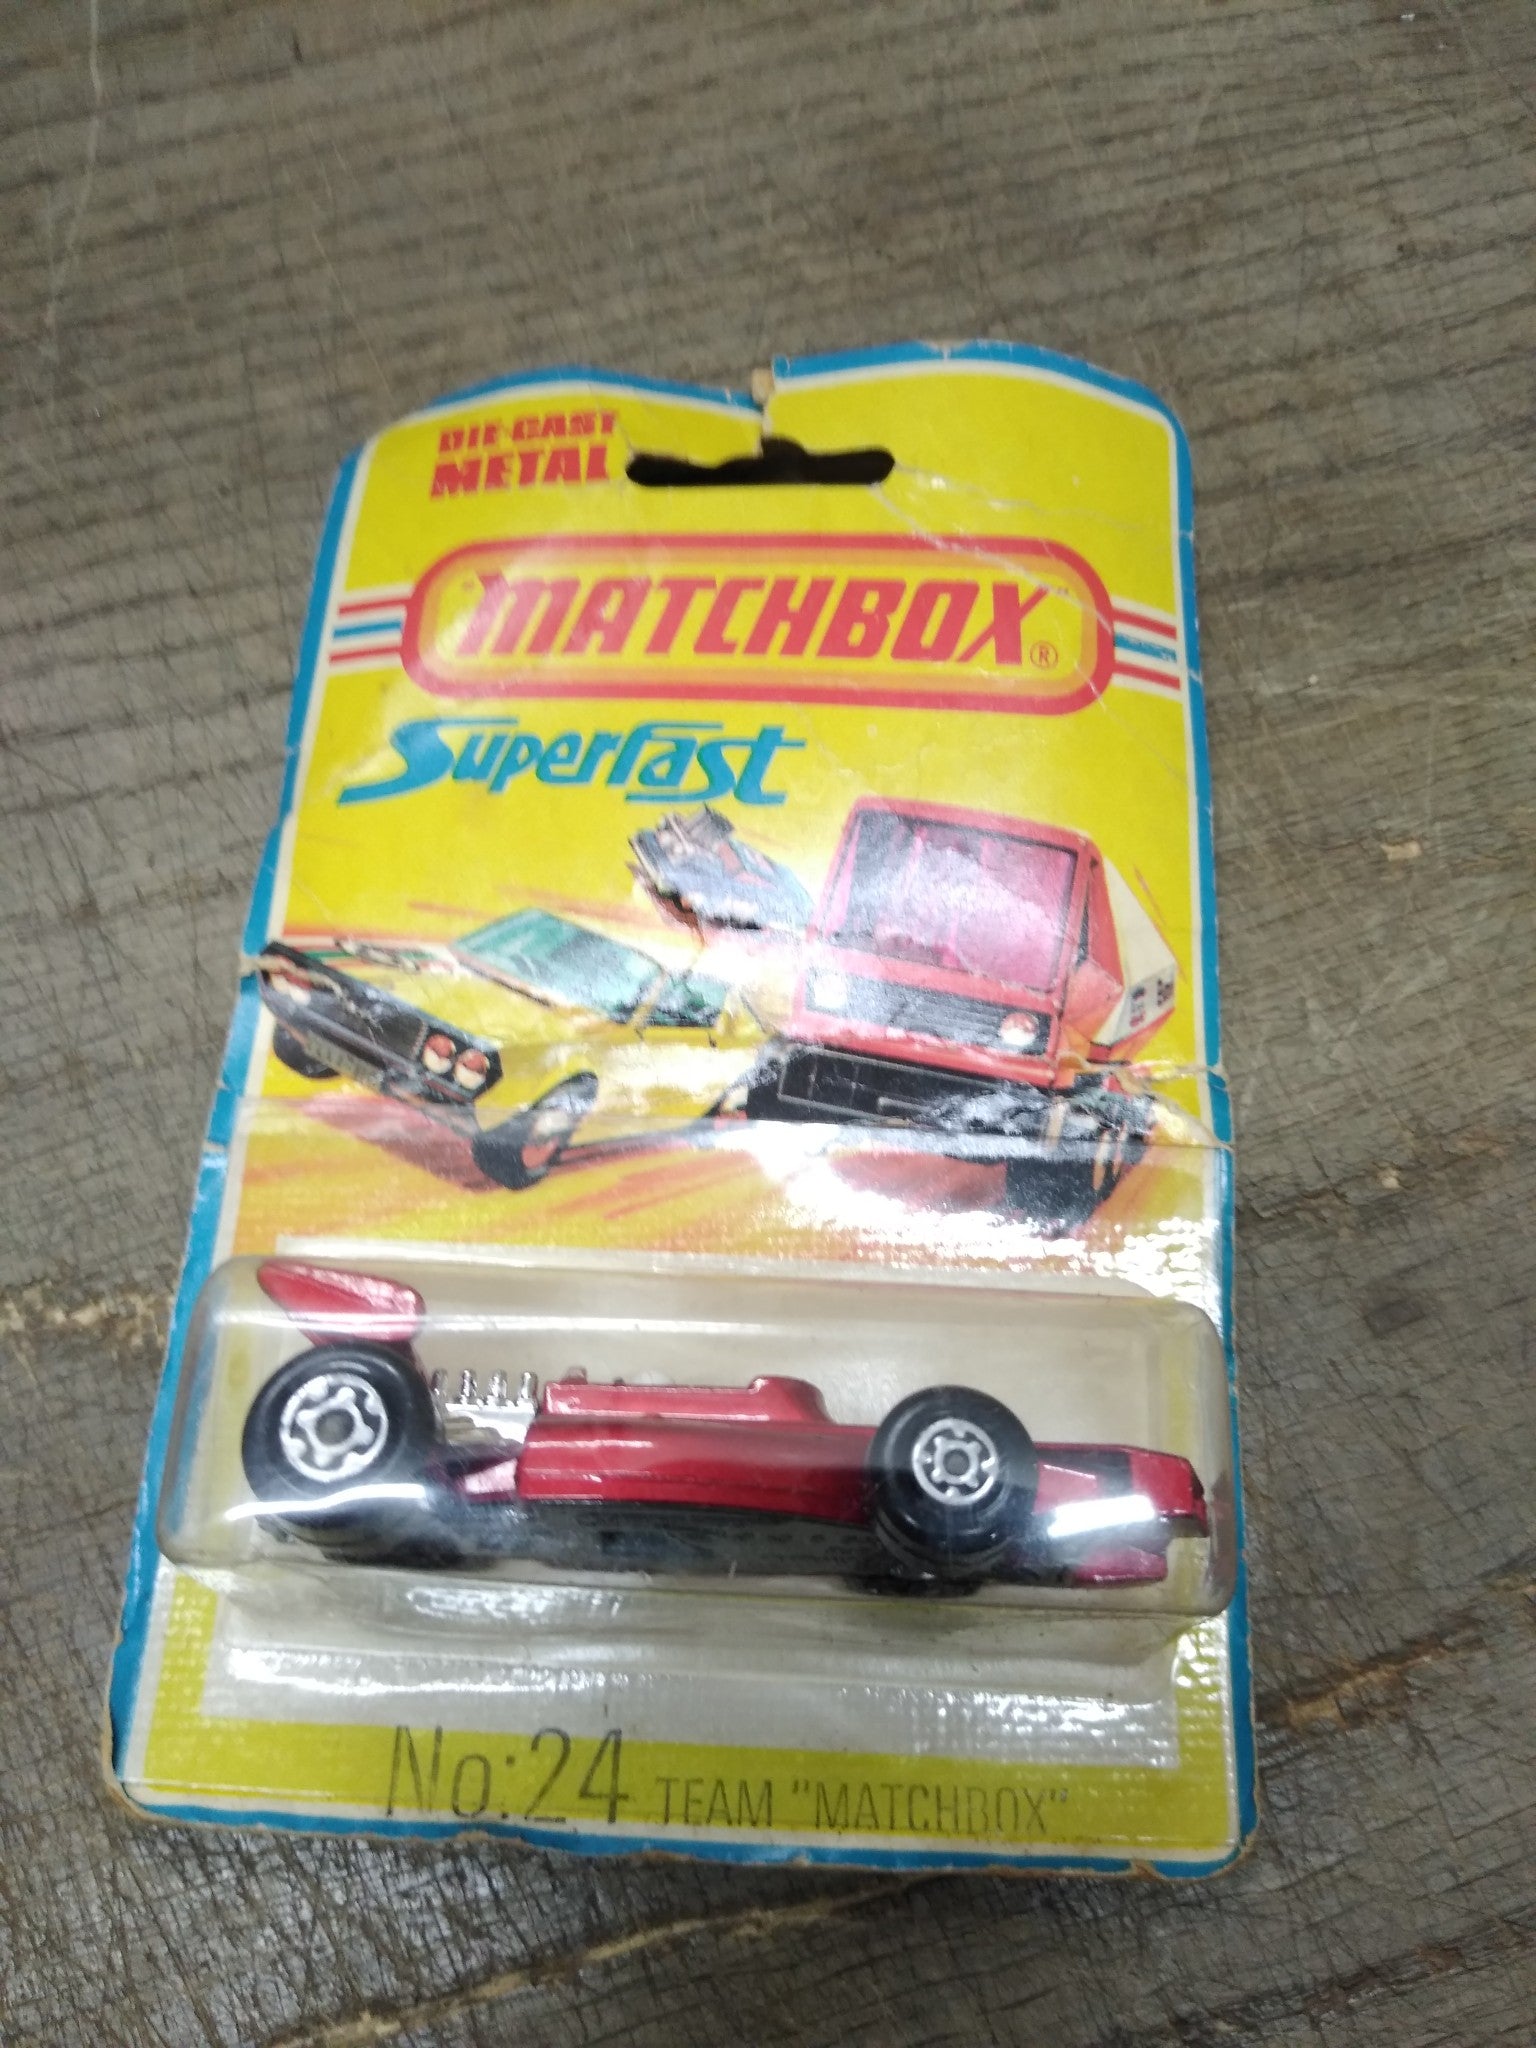 DIE-CAST
METAL
"MATCHBOX"®
Superfast
No:24 TEAM "MATCHBOX"